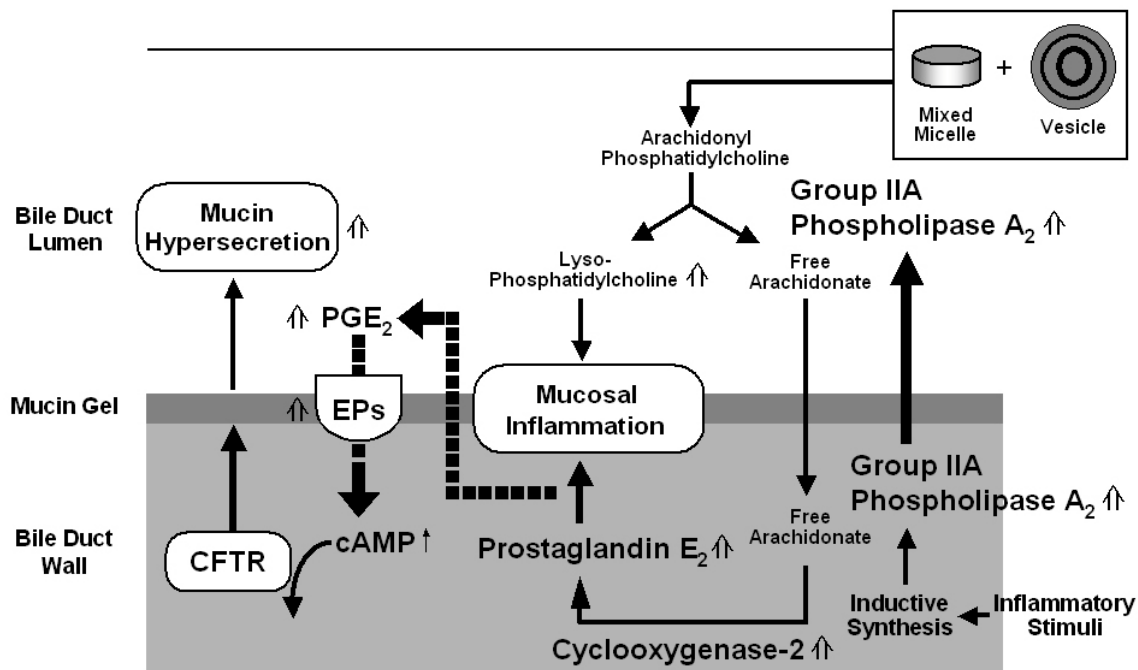 +
Mixed
Micelle
Vesicle
Arachidonyl
Phosphatidylcholine
Group IIA
Phospholipase A₂
Bile Duct
Lumen
Mucin
Hypersecretion
Lyso-
Phosphatidylcholine
Free
Arachidonate
PGE₂
Mucin Gel
EPs
Mucosal
Inflammation
Group IIA
Phospholipase A₂
Bile Duct
Wall
CFTR
cAMP
Prostaglandin E₂
Free
Arachidonate
Inductive
Synthesis
Inflammatory
Stimuli
Cyclooxygenase-2